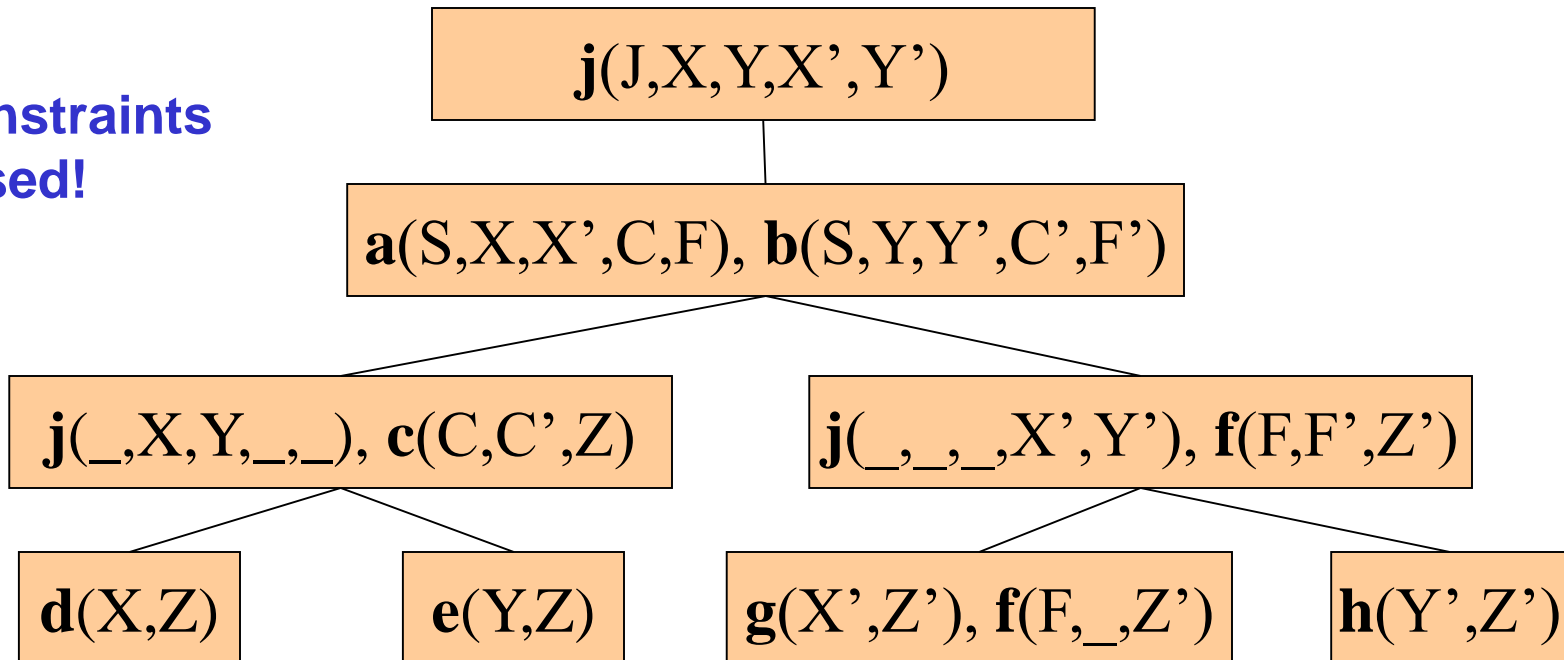 j(J,X,Y,X’,Y’)
nstraints
sed!
a(S,X,X’,C,F), b(S,Y,Y’,C’,F’)
j(_,X,Y,_,_), c(C,C’,Z)
j(_,_,_,X’,Y’), f(F,F’,Z’)
d(X,Z)
e(Y,Z)
g(X’,Z’), f(F,_,Z’)
h(Y’,Z’)